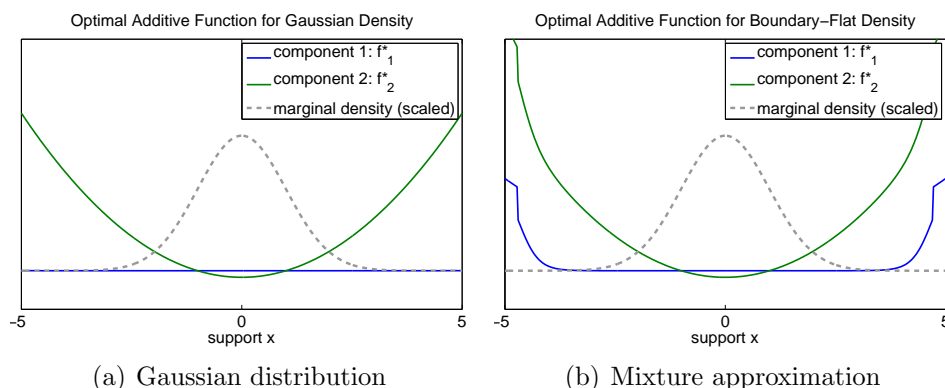 Optimal Additive Function for Gaussian Density
component 1: f*1
component 2: f*2
marginal density (scaled)
−5
0
5
support x
(a) Gaussian distribution
Optimal Additive Function for Boundary−Flat Density
component 1: f*1
component 2: f*2
marginal density (scaled)
−5
0
5
support x
(b) Mixture approximation